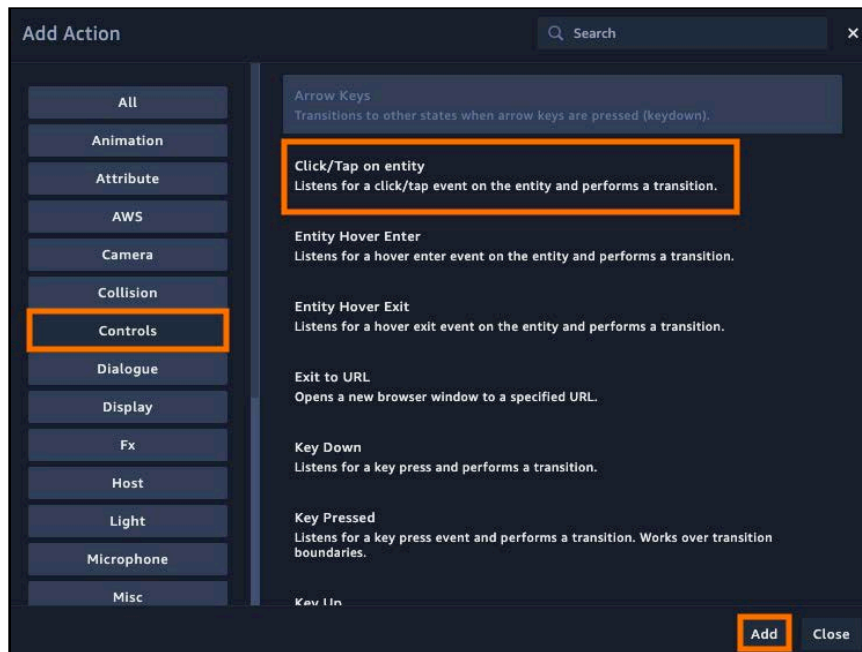 Add Action
Search
All
Animation
Attribute
AWS
Camera
Collision
Controls
Dialogue
Display
Fx
Host
Light
Microphone
Misc
Arrow Keys
Transitions to other states when arrow keys are pressed (keydown).
Click/Tap on entity
Listens for a click/tap event on the entity and performs a transition.
Entity Hover Enter
Listens for a hover enter event on the entity and performs a transition.
Entity Hover Exit
Listens for a hover exit event on the entity and performs a transition.
Exit to URL
Opens a new browser window to a specified URL.
Key Down
Listens for a key press and performs a transition.
Key Pressed
Listens for a key press event and performs a transition. Works over transition
boundaries.
Key Up
Add
Close